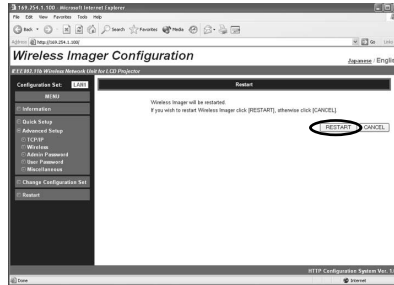 169.254.1.100 - Microsoft Internet Explorer
File Edit View Favorites Tools Help
Back Search Favorites Media
Address http://169.254.1.100/ Go Links
Wireless Imager Configuration
Japanese / Englis
IEEE802.11b Wireless Network Unit for LCD Projector
Configuration Set: LAN1
Restart
MENU
Information
Quick Setup
Advanced Setup
TCP/IP
Wireless
Admin Password
User Password
Miscellaneous
Change Configuration Set
Restart
Wireless Imager will be restarted.
If you wish to restart Wireless Imager click [RESTART], otherwise click [CANCEL].
RESTART CANCEL
HTTP Configuration System Ver. 1.
Done Internet